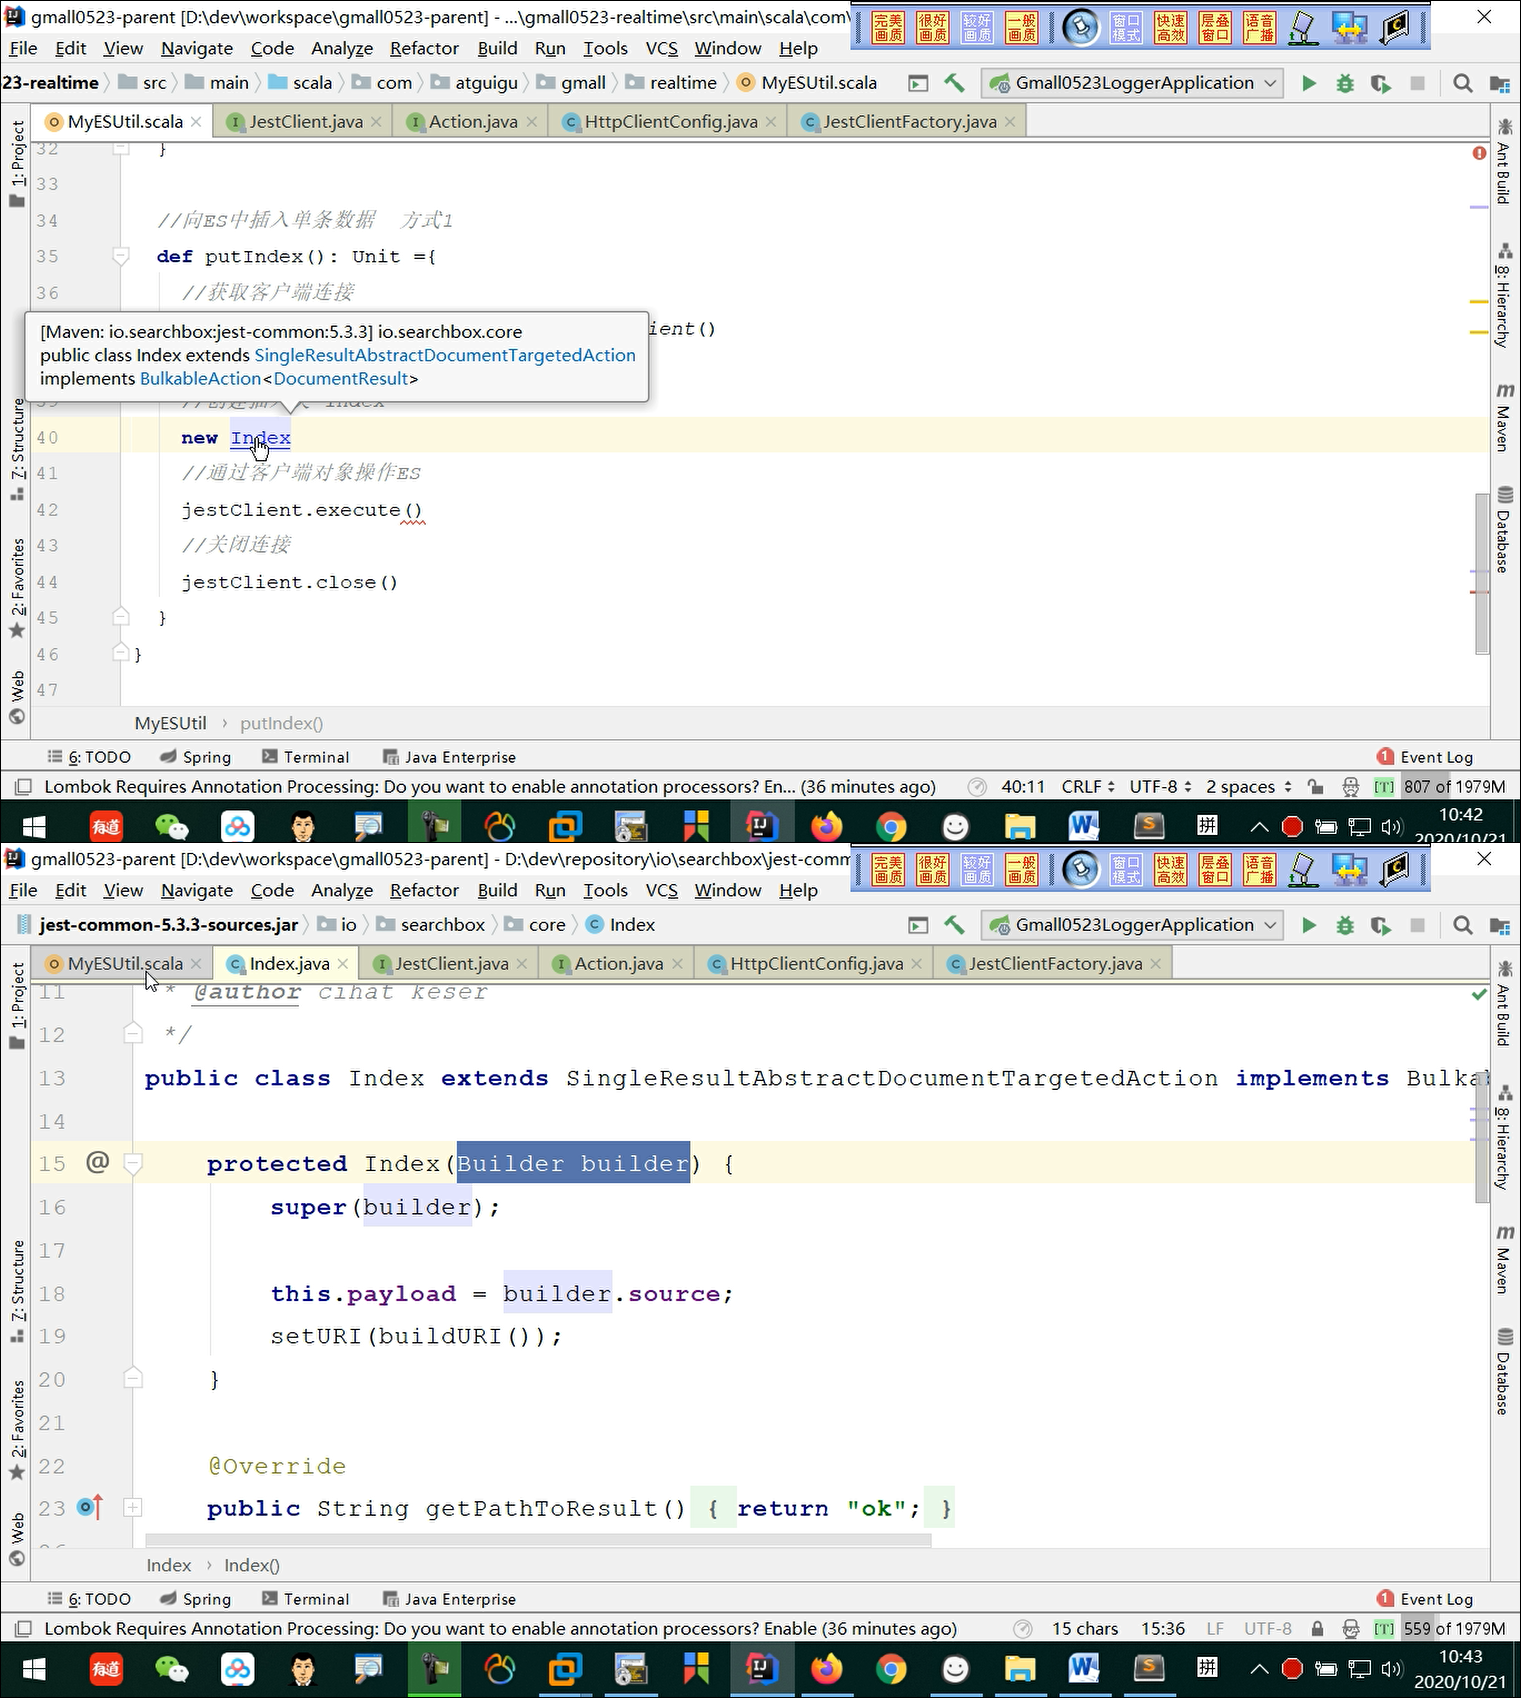 gmall0523-parent [D:\dev\workspace\gmall0523-parent] - ...\gmall0523-realtime\src\main\scala\com\
完美画质 很好画质 较好画质 一般画质 窗口模式 快速高效 层叠窗口 语音广播
File Edit View Navigate Code Analyze Refactor Build Run Tools VCS Window Help
23-realtime src main scala com atguigu gmall realtime MyESUtil.scala Gmall0523LoggerApplication
MyESUtil.scala JestClient.java Action.java HttpClientConfig.java JestClientFactory.java
32 }
33
34 //向ES中插入单条数据 方式1
35 def putIndex(): Unit ={
36 //获取客户端连接
ient()
[Maven: io.searchbox:jest-common:5.3.3] io.searchbox.core
public class Index extends SingleResultAbstractDocumentTargetedAction
implements BulkableAction<DocumentResult>
40 new Index
41 //通过客户端对象操作ES
42 jestClient.execute()
43 //关闭连接
44 jestClient.close()
45 }
46 }
47
MyESUtil › putIndex()
1: Project
7: Structure
2: Favorites
Web
Ant Build
8: Hierarchy
m Maven
Database
6: TODO Spring Terminal Java Enterprise 1 Event Log
Lombok Requires Annotation Processing: Do you want to enable annotation processors? En... (36 minutes ago) 40:11 CRLF UTF-8 2 spaces [T] 807 of 1979M
有道 拼 10:42
2020/10/21
gmall0523-parent [D:\dev\workspace\gmall0523-parent] - D:\dev\repository\io\searchbox\jest-comm
完美画质 很好画质 较好画质 一般画质 窗口模式 快速高效 层叠窗口 语音广播
File Edit View Navigate Code Analyze Refactor Build Run Tools VCS Window Help
jest-common-5.3.3-sources.jar io searchbox core Index Gmall0523LoggerApplication
MyESUtil.scala Index.java JestClient.java Action.java HttpClientConfig.java JestClientFactory.java
11 * @author cihat keser
12 */
13 public class Index extends SingleResultAbstractDocumentTargetedAction implements Bulka
14
15 @ protected Index(Builder builder) {
16 super(builder);
17
18 this.payload = builder.source;
19 setURI(buildURI());
20 }
21
22 @Override
23 public String getPathToResult() { return "ok"; }
Index › Index()
1: Project
7: Structure
2: Favorites
Web
Ant Build
8: Hierarchy
m Maven
Database
6: TODO Spring Terminal Java Enterprise 1 Event Log
Lombok Requires Annotation Processing: Do you want to enable annotation processors? Enable (36 minutes ago) 15 chars 15:36 LF UTF-8 [T] 559 of 1979M
有道 拼 10:43
2020/10/21